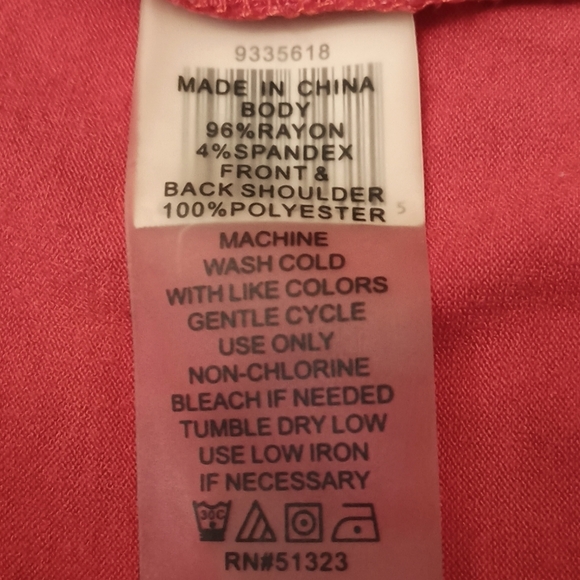 9335618
MADE IN CHINA
BODY
96%RAYON
4%SPANDEX
FRONT &
BACK SHOULDER
100%POLYESTER 5
MACHINE
WASH COLD
WITH LIKE COLORS
GENTLE CYCLE
USE ONLY
NON-CHLORINE
BLEACH IF NEEDED
TUMBLE DRY LOW
USE LOW IRON
IF NECESSARY
30C
RN#51323